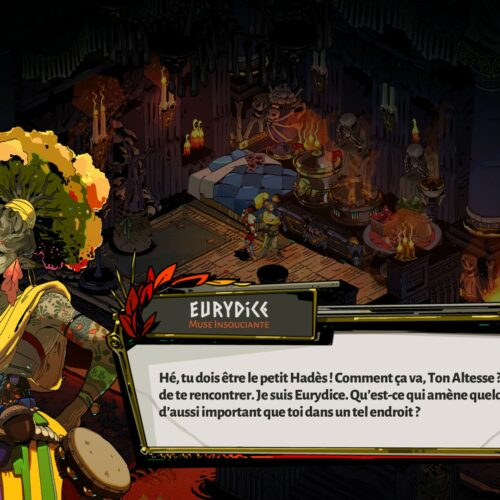 EURYDICE
MUSE INSOUCIANTE
Hé, tu dois être le petit Hadès ! Comment ça va, Ton Altesse ?
de te rencontrer. Je suis Eurydice. Qu'est-ce qui amène
d'aussi important que toi dans un tel endroit ?